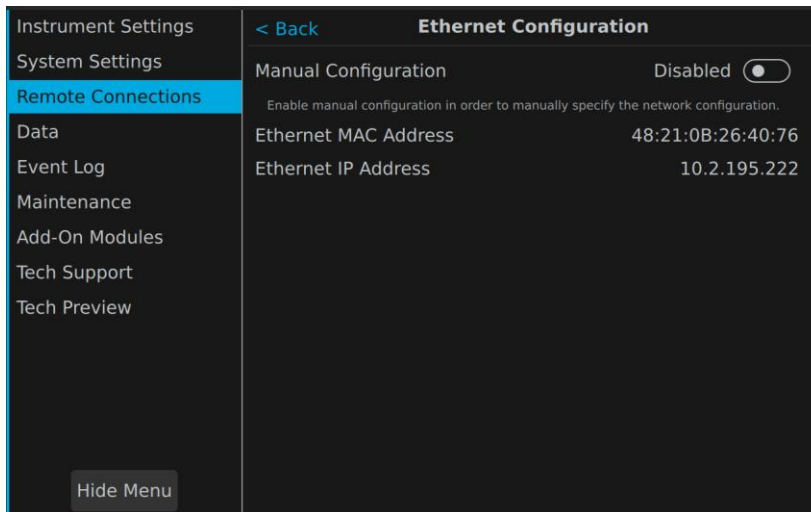 Instrument Settings
System Settings
Remote Connections
Data
Event Log
Maintenance
Add-On Modules
Tech Support
Tech Preview
Hide Menu
< Back
Ethernet Configuration
Manual Configuration Disabled
Enable manual configuration in order to manually specify the network configuration.
Ethernet MAC Address 48:21:0B:26:40:76
Ethernet IP Address 10.2.195.222